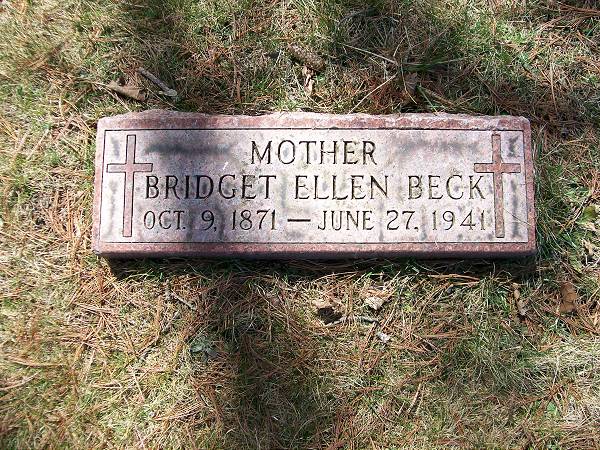 MOTHER
BRIDGET ELLEN BECK
OCT. 9, 1871 — JUNE 27, 1941